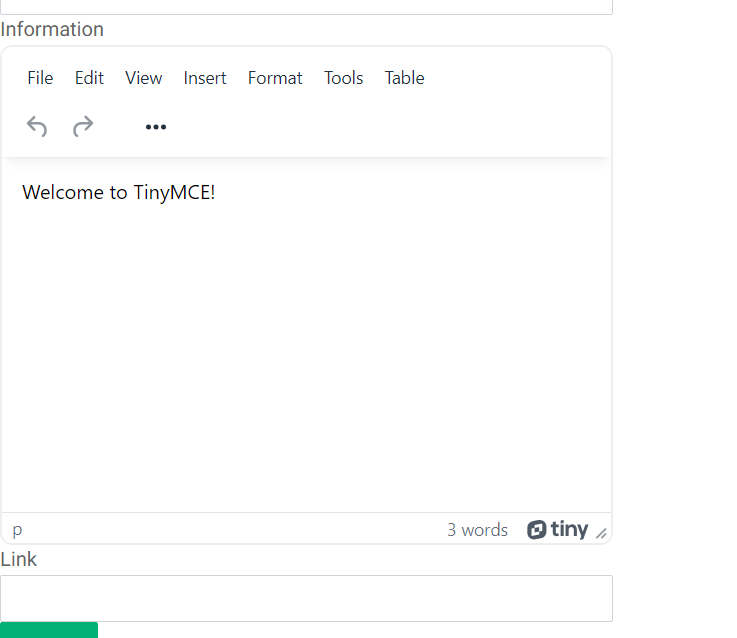 Information
File Edit View Insert Format Tools Table
Welcome to TinyMCE!
p 3 words tiny
Link